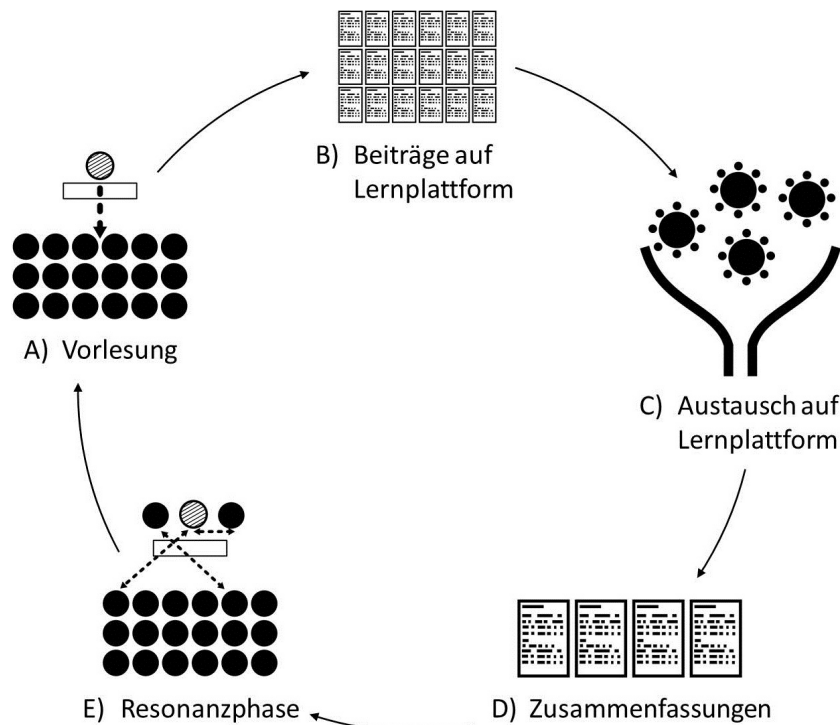 B) Beiträge auf
Lernplattform
A) Vorlesung
C) Austausch auf
Lernplattform
E) Resonanzphase
D) Zusammenfassungen